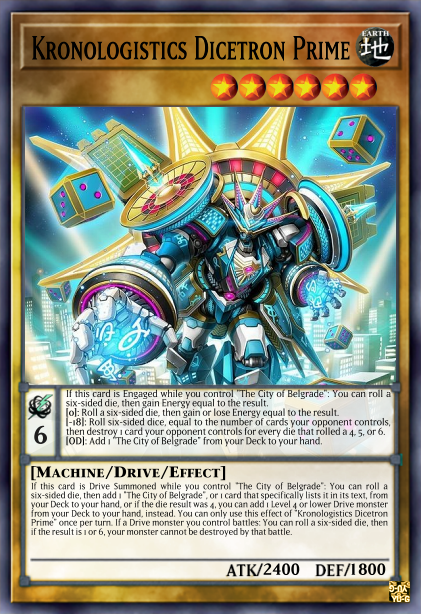 Kronologistics Dicetron Prime
EARTH
地
If this card is Engaged while you control "The City of Belgrade": You can roll a
six-sided die, then gain Energy equal to the result.
[0]: Roll a six-sided die, then gain or lose Energy equal to the result.
[-18]: Roll six-sided dice, equal to the number of cards your opponent controls,
then destroy 1 card your opponent controls for every die that rolled a 4, 5, or 6.
[OD]: Add 1 "The City of Belgrade" from your Deck to your hand.
6
[Machine/Drive/Effect]
If this card is Drive Summoned while you control "The City of Belgrade": You can roll a
six-sided die, then add 1 "The City of Belgrade", or 1 card that specifically lists it in its text, from
your Deck to your hand, or if the die result was 4, you can add 1 Level 4 or lower Drive monster
from your Deck to your hand, instead. You can only use this effect of "Kronologistics Dicetron
Prime" once per turn. If a Drive monster you control battles: You can roll a six-sided die, then
if the result is 1 or 6, your monster cannot be destroyed by that battle.
ATK/2400 DEF/1800